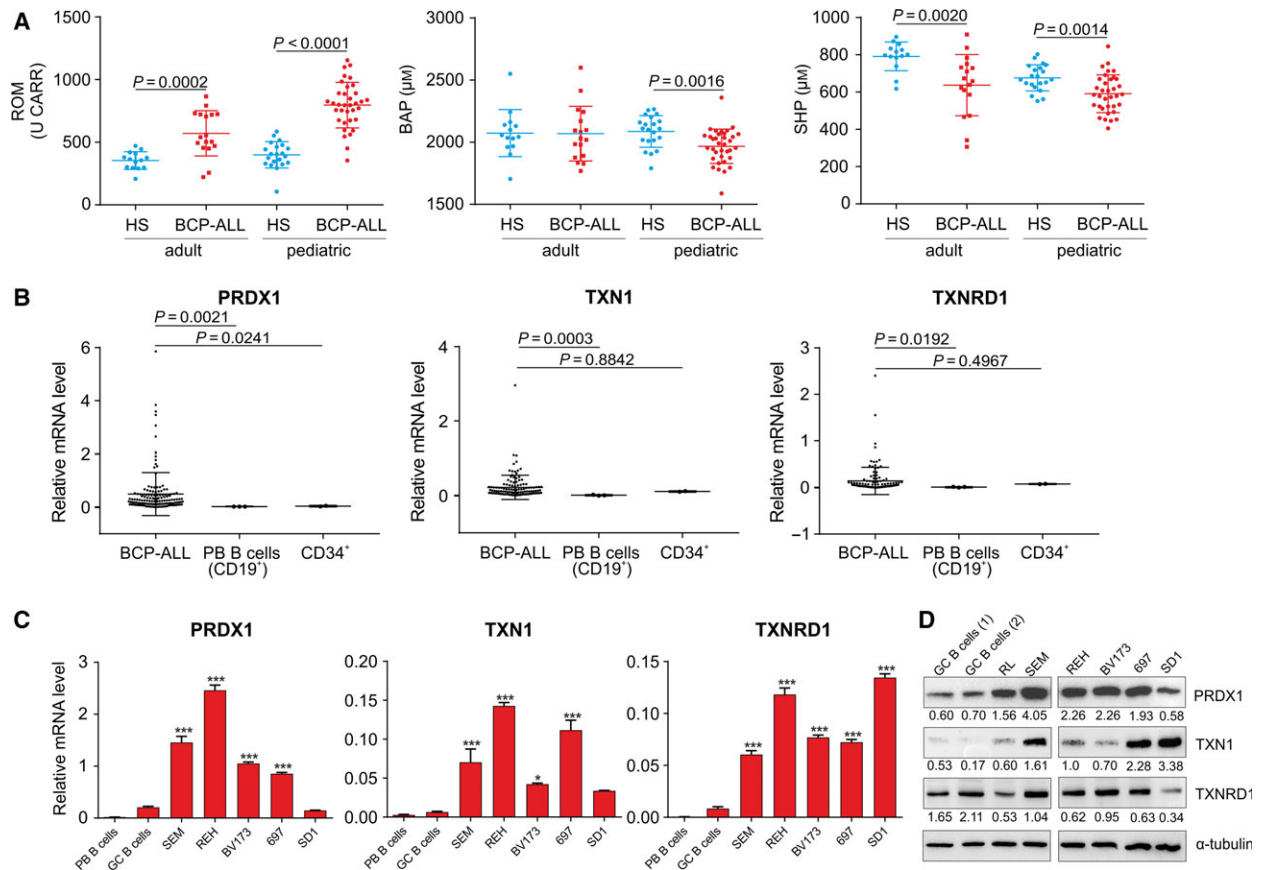 A
ROM
(U CARR)
1500
1000
500
0
P = 0.0002
P < 0.0001
HS
BCP-ALL
HS
BCP-ALL
adult
pediatric
BAP (µM)
3000
2500
2000
1500
P = 0.0016
HS
BCP-ALL
HS
BCP-ALL
adult
pediatric
SHP (µM)
1000
800
600
400
200
0
P = 0.0020
P = 0.0014
HS
BCP-ALL
HS
BCP-ALL
adult
pediatric
B
PRDX1
Relative mRNA level
6
4
2
0
P = 0.0021
P = 0.0241
BCP-ALL
PB B cells
(CD19+)
CD34+
TXN1
Relative mRNA level
4
2
0
P = 0.0003
P = 0.8842
BCP-ALL
PB B cells
(CD19+)
CD34+
TXNRD1
Relative mRNA level
3
2
1
0
−1
P = 0.0192
P = 0.4967
BCP-ALL
PB B cells
(CD19+)
CD34+
C
PRDX1
Relative mRNA level
3
2
1
0
***
***
***
***
PB B cells
GC B cells
SEM
REH
BV173
697
SD1
TXN1
0.20
0.15
0.10
0.05
0.00
***
***
*
***
PB B cells
GC B cells
SEM
REH
BV173
697
SD1
TXNRD1
0.15
0.10
0.05
0.00
***
***
***
***
***
PB B cells
GC B cells
SEM
REH
BV173
697
SD1
D
GC B cells (1)
GC B cells (2)
RL
SEM
REH
BV173
697
SD1
PRDX1
0.60 0.70 1.56 4.05 2.26 2.26 1.93 0.58
TXN1
0.53 0.17 0.60 1.61 1.0 0.70 2.28 3.38
TXNRD1
1.65 2.11 0.53 1.04 0.62 0.95 0.63 0.34
α-tubulin